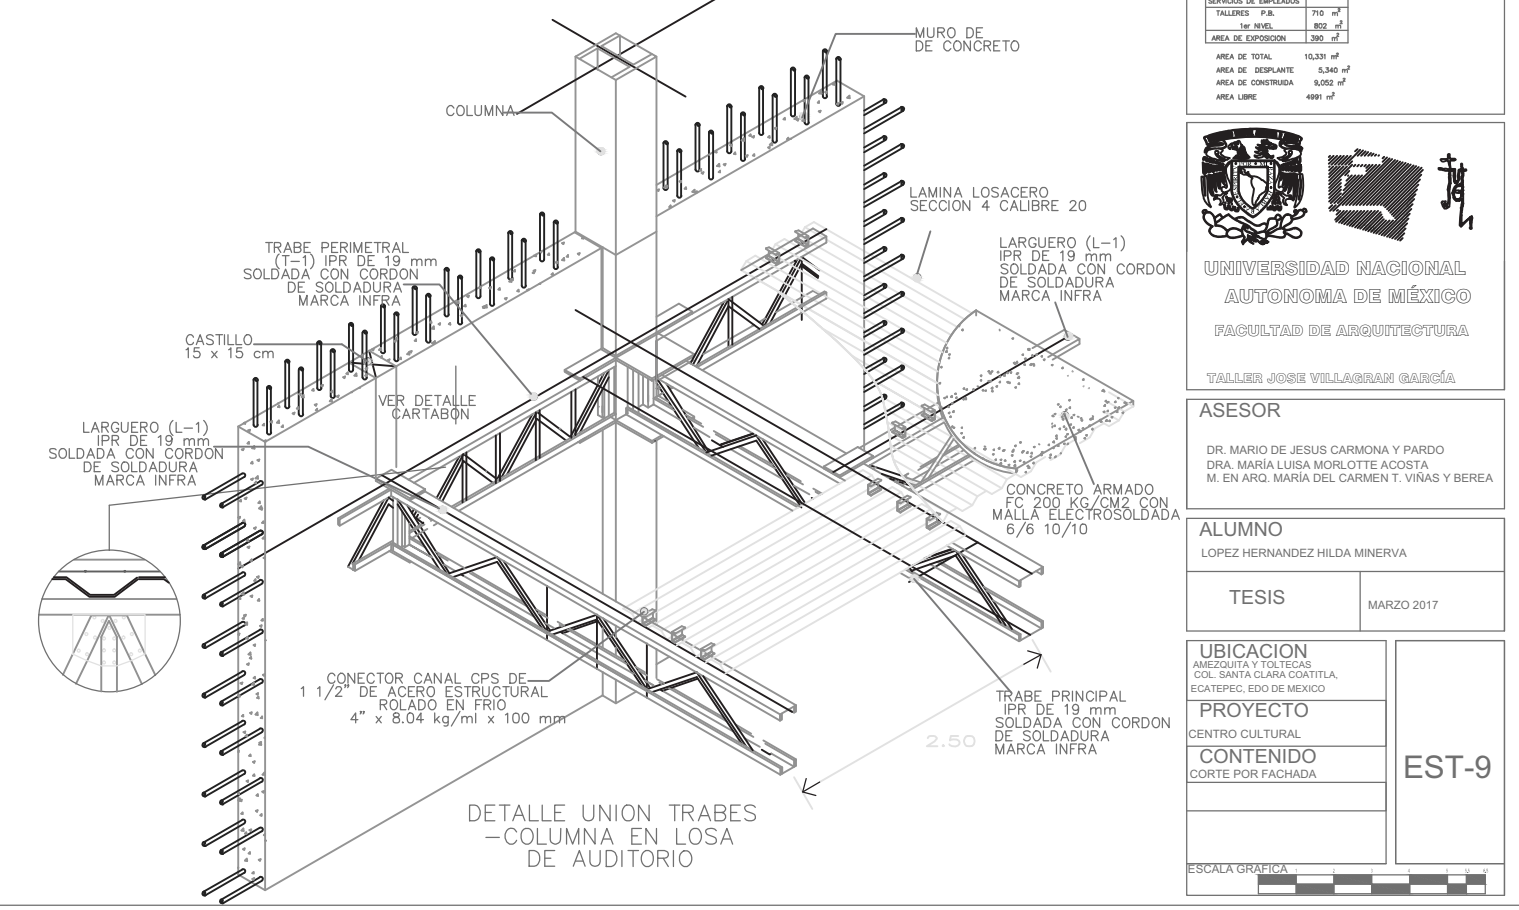 MURO DE
DE CONCRETO
COLUMNA
LAMINA LOSACERO
SECCION 4 CALIBRE 20
TRABE PERIMETRAL
(T-1) IPR DE 19 mm
SOLDADA CON CORDON
DE SOLDADURA
MARCA INFRA
LARGUERO (L-1)
IPR DE 19 mm
SOLDADA CON CORDON
DE SOLDADURA
MARCA INFRA
CASTILLO
15 x 15 cm
VER DETALLE
CARTABON
LARGUERO (L-1)
IPR DE 19 mm
SOLDADA CON CORDON
DE SOLDADURA
MARCA INFRA
CONCRETO ARMADO
FC 200 KG/CM2 CON
MALLA ELECTROSOLDADA
6/6 10/10
CONECTOR CANAL CPS DE
1 1/2" DE ACERO ESTRUCTURAL
ROLADO EN FRIO
4" x 8.04 kg/ml x 100 mm
TRABE PRINCIPAL
IPR DE 19 mm
SOLDADA CON CORDON
DE SOLDADURA
MARCA INFRA
2.50
DETALLE UNION TRABES
-COLUMNA EN LOSA
DE AUDITORIO
SERVICIOS DE EMPLEADOS
TALLERES P.B. 710 m²
1er NIVEL 802 m²
AREA DE EXPOSICION 390 m²
AREA DE TOTAL 10,331 m²
AREA DE DESPLANTE 5,340 m²
AREA DE CONSTRUIDA 9,052 m²
AREA LIBRE 4991 m²
UNIVERSIDAD NACIONAL
AUTONOMA DE MÉXICO
FACULTAD DE ARQUITECTURA
TALLER JOSE VILLAGRAN GARCÍA
ASESOR
DR. MARIO DE JESUS CARMONA Y PARDO
DRA. MARÍA LUISA MORLOTTE ACOSTA
M. EN ARQ. MARÍA DEL CARMEN T. VIÑAS Y BEREA
ALUMNO
LOPEZ HERNANDEZ HILDA MINERVA
TESIS
MARZO 2017
UBICACION
AMEZQUITA Y TOLTECAS
COL. SANTA CLARA COATITLA,
ECATEPEC, EDO DE MEXICO
PROYECTO
CENTRO CULTURAL
CONTENIDO
CORTE POR FACHADA
EST-9
ESCALA GRAFICA